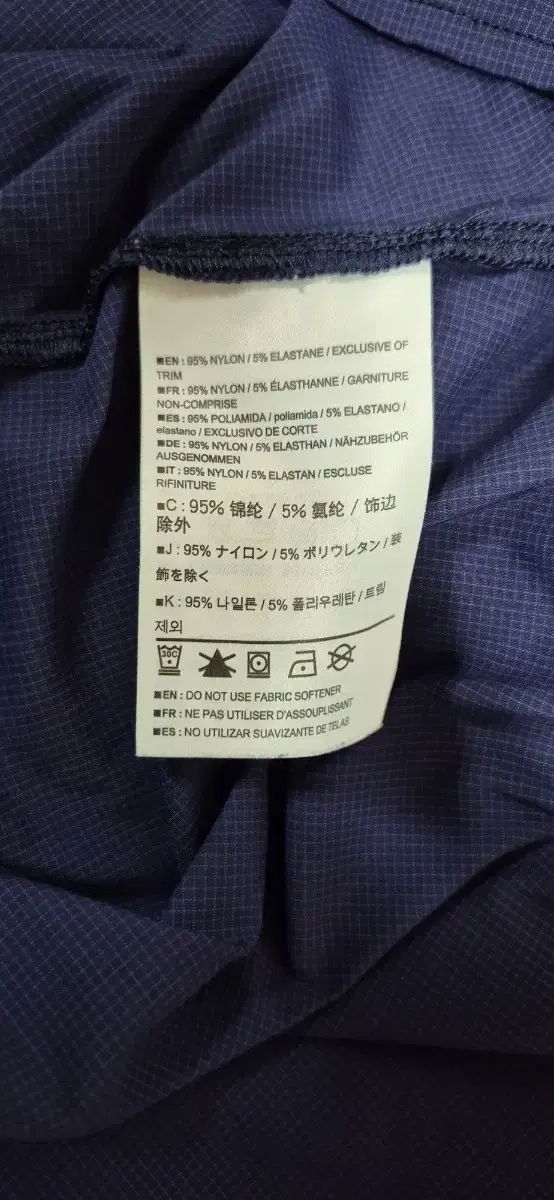 ■EN : 95% NYLON / 5% ELASTANE / EXCLUSIVE OF
TRIM
■FR : 95% NYLON / 5% ÉLASTHANNE / GARNITURE
NON-COMPRISE
■ES : 95% POLIAMIDA / poliamida / 5% ELASTANO /
elastano / EXCLUSIVO DE CORTE
■DE : 95% NYLON / 5% ELASTHAN / NÄHZUBEHÖR
AUSGENOMMEN
■IT : 95% NYLON / 5% ELASTAN / ESCLUSE
RIFINITURE
■C : 95% 锦纶 / 5% 氨纶 / 饰边
除外
■J : 95% ナイロン / 5% ポリウレタン / 装
飾を除く
■K : 95% 나일론 / 5% 폴리우레탄 / 트림
제외
30C
■EN : DO NOT USE FABRIC SOFTENER
■FR : NE PAS UTILISER D'ASSOUPLISSANT
■ES : NO UTILIZAR SUAVIZANTE DE TELAS